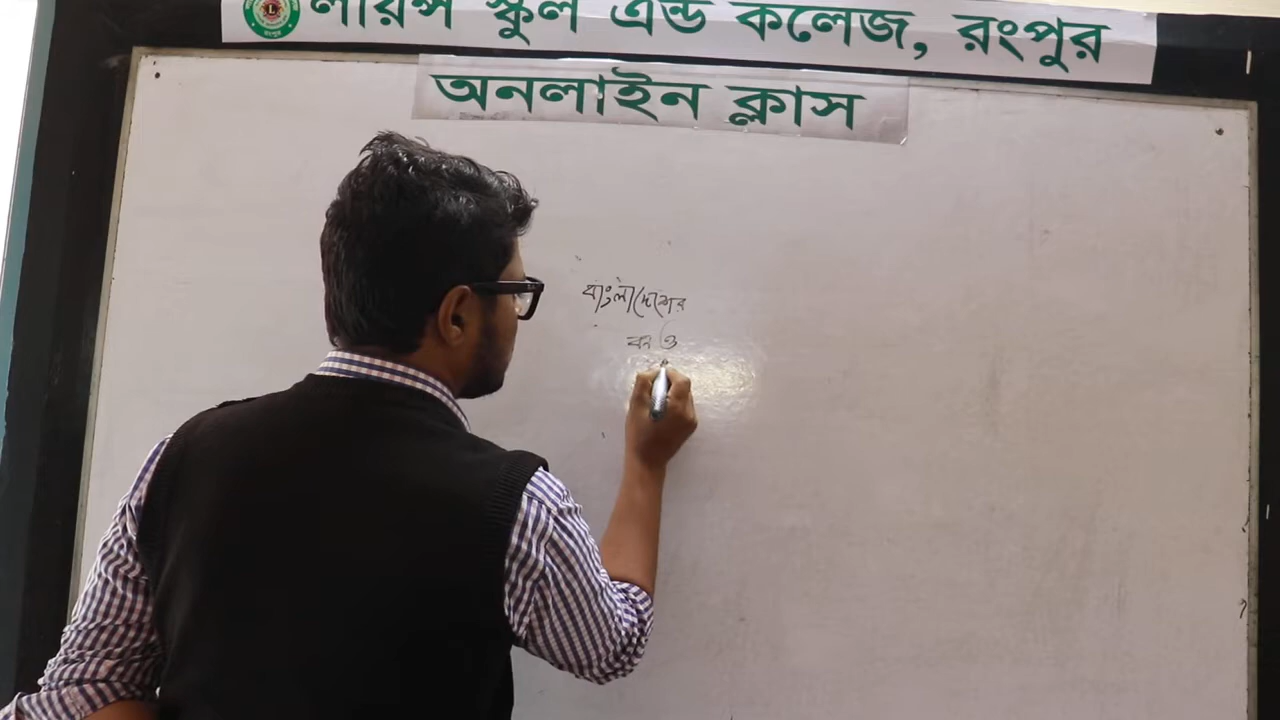 লায়ন্স স্কুল এন্ড কলেজ, রংপুর
অনলাইন ক্লাস
বাংলাদেশের
বন ও